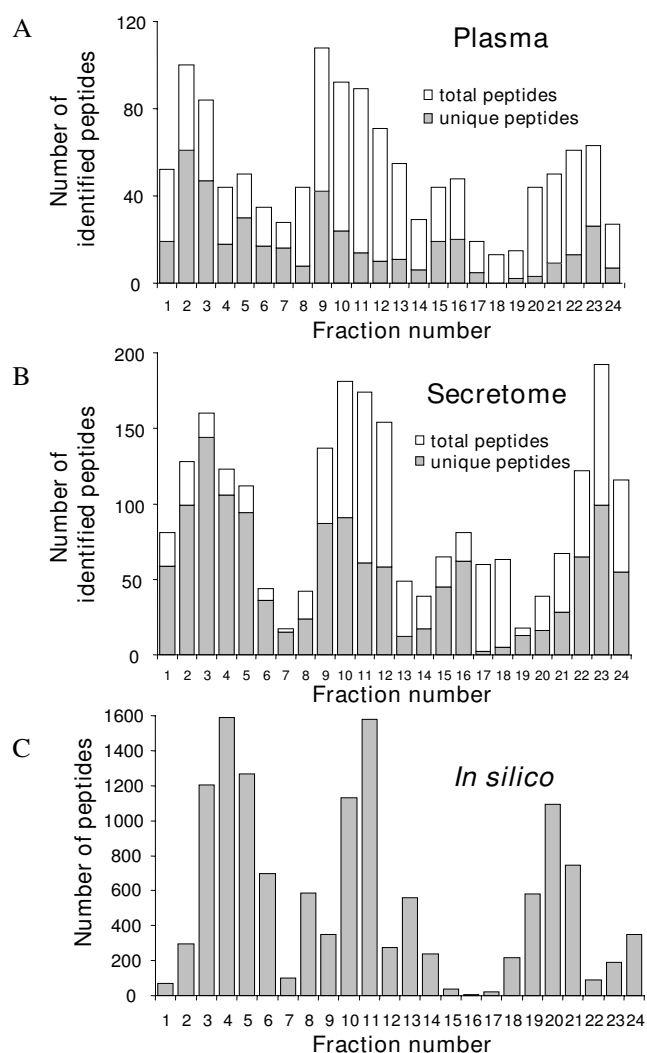 A
Plasma
total peptides
unique peptides
Number of
identified peptides
120
80
40
0
1 2 3 4 5 6 7 8 9 10 11 12 13 14 15 16 17 18 19 20 21 22 23 24
Fraction number
B
Secretome
total peptides
unique peptides
Number of
identified peptides
200
150
100
50
0
1 2 3 4 5 6 7 8 9 10 11 12 13 14 15 16 17 18 19 20 21 22 23 24
Fraction number
C
In silico
Number of peptides
1600
1400
1200
1000
800
600
400
200
0
1 2 3 4 5 6 7 8 9 10 11 12 13 14 15 16 17 18 19 20 21 22 23 24
Fraction number